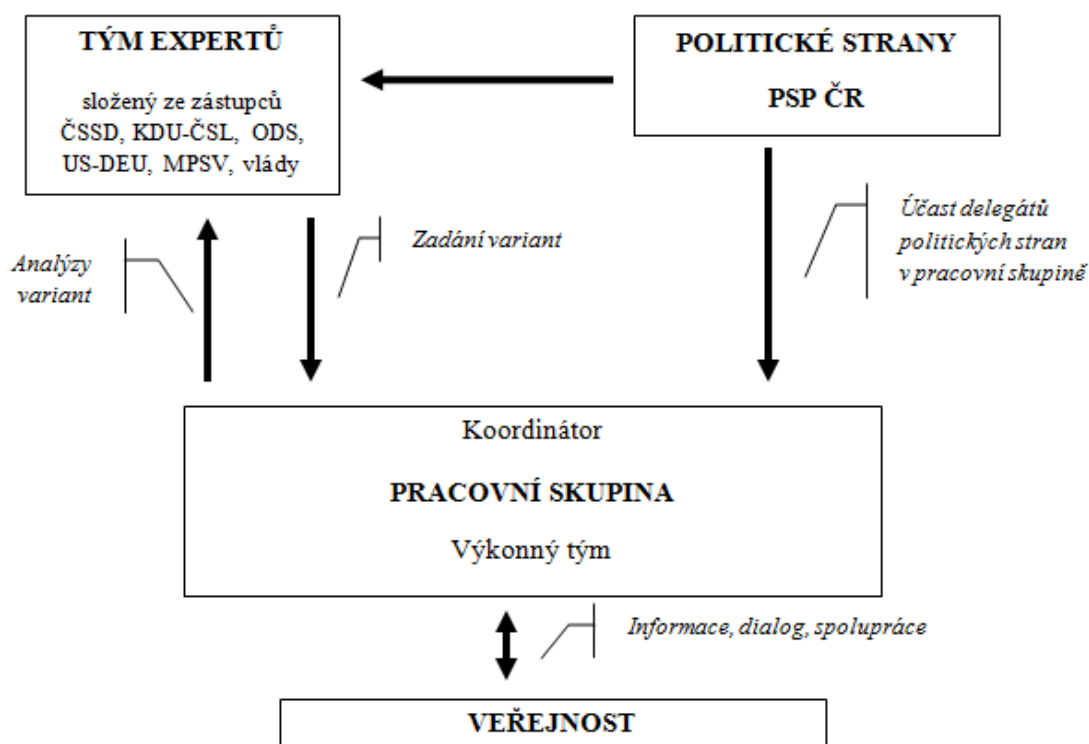 TÝM EXPERTŮ
složený ze zástupců
ČSSD, KDU-ČSL, ODS,
US-DEU, MPSV, vlády
POLITICKÉ STRANY
PSP ČR
Analýzy
variant
Zadání variant
Účast delegátů
politických stran
v pracovní skupině
Koordinátor
PRACOVNÍ SKUPINA
Výkonný tým
Informace, dialog, spolupráce
VEŘEJNOST